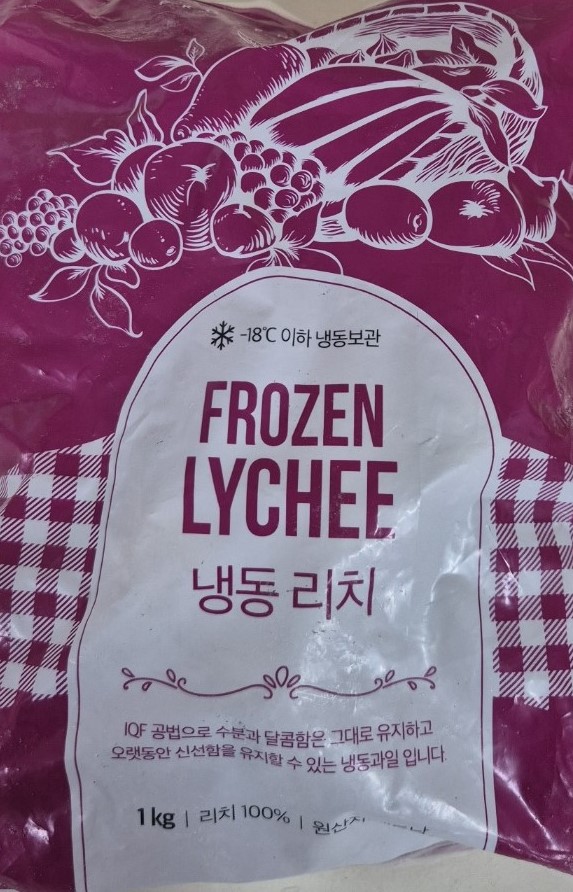 -18℃ 이하 냉동보관
FROZEN
LYCHEE
냉동 리치
IQF 공법으로 수분과 달콤함은 그대로 유지하고
오랫동안 신선함을 유지할 수 있는 냉동과일 입니다.
1kg | 리치 100% |